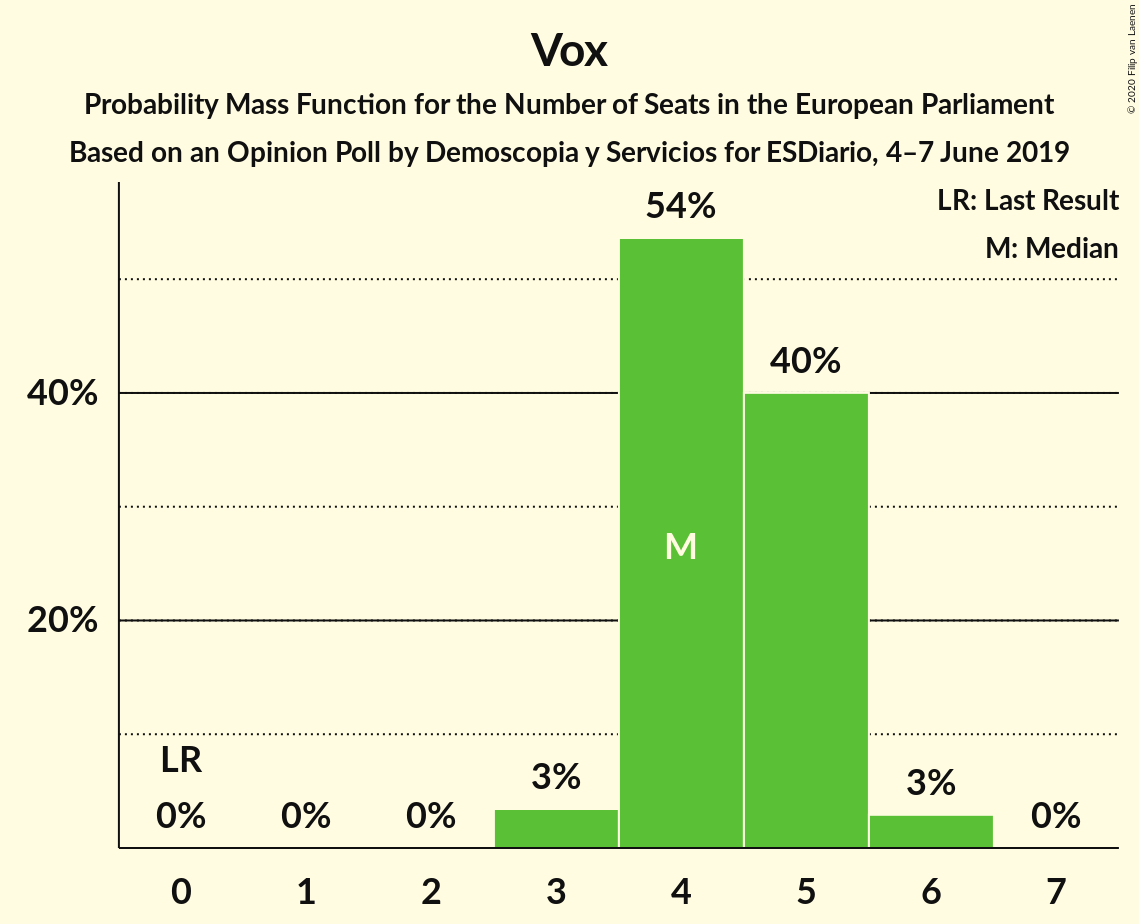 Vox
Probability Mass Function for the Number of Seats in the European Parliament
Based on an Opinion Poll by Demoscopia y Servicios for ESDiario, 4–7 June 2019
© 2020 Filip van Laenen
LR: Last Result
M: Median
54%
40%
40%
M
20%
LR
3%
3%
0%
0%
0%
0%
0 1 2 3 4 5 6 7